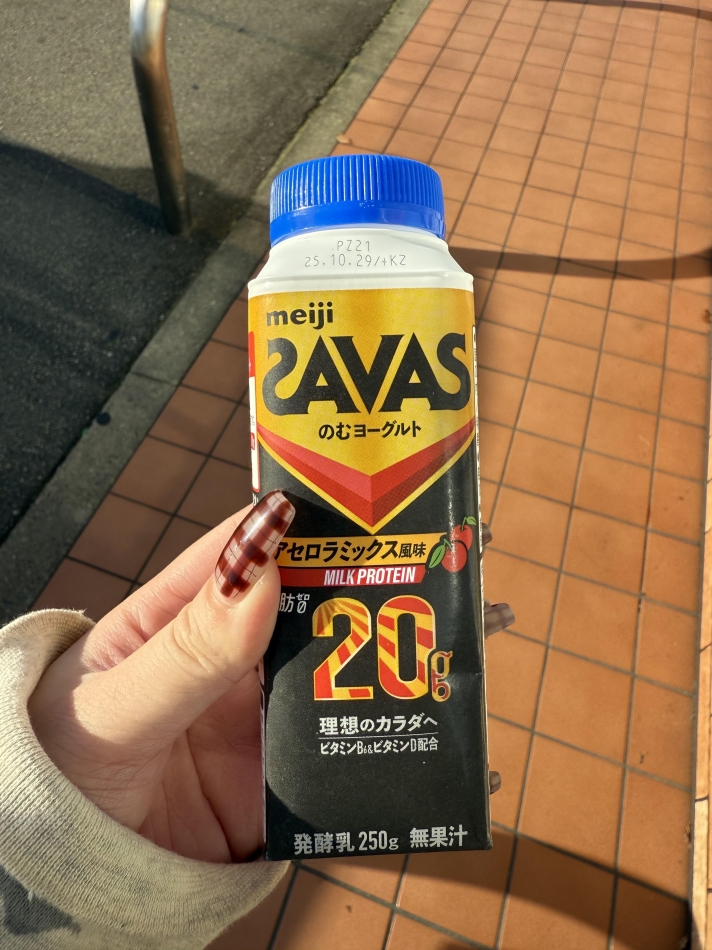 PZ21
25.10.29/+KZ
meiji
SAVAS
のむヨーグルト
アセロラミックス風味
MILK PROTEIN
肪ゼロ0
20g
理想のカラダへ
ビタミンB6&ビタミンD配合
発酵乳 250g 無果汁